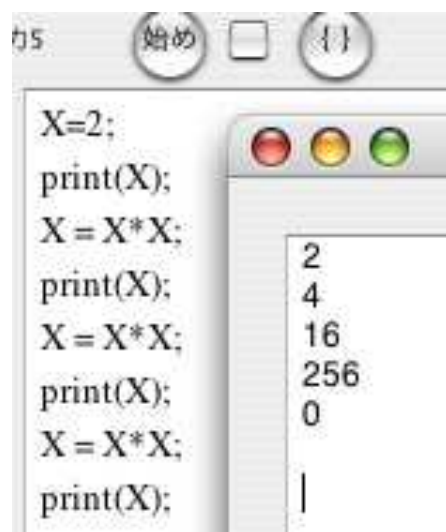 始め { }
X=2;
print(X);
X = X*X;
print(X);
X = X*X;
print(X);
X = X*X;
print(X);
2
4
16
256
0